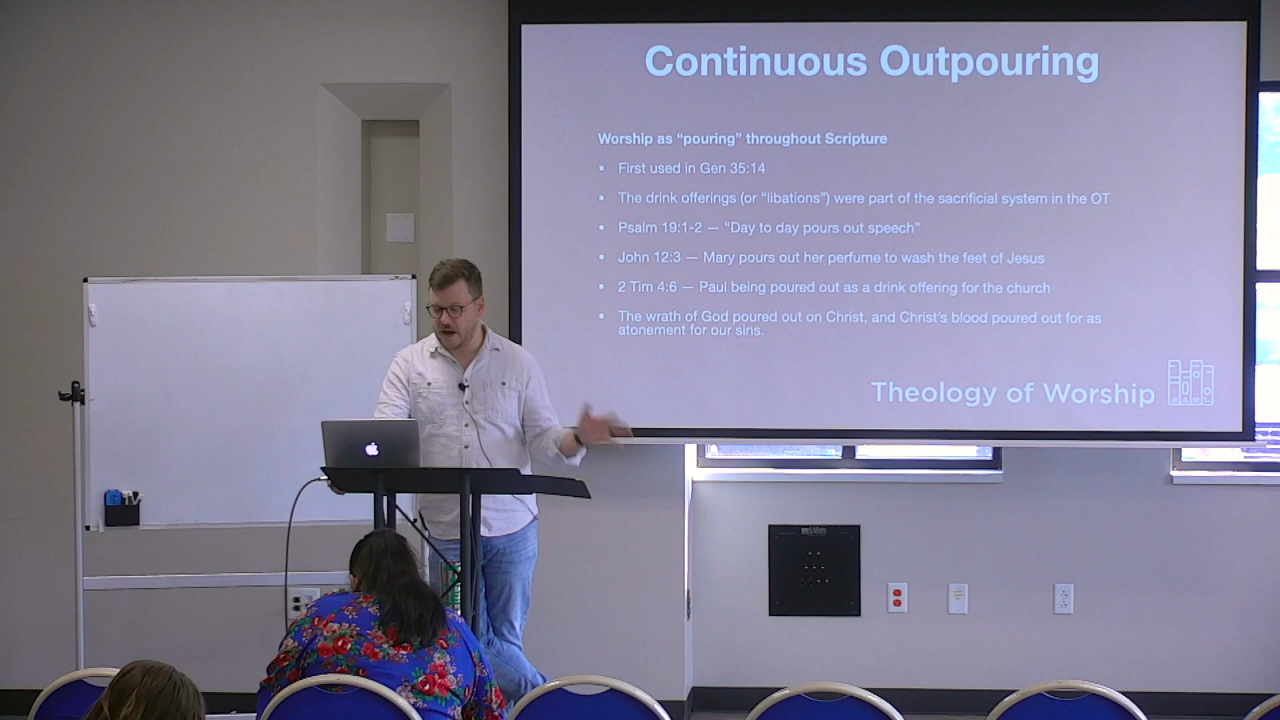 Continuous Outpouring
Worship as “pouring” throughout Scripture
• First used in Gen 35:14
• The drink offerings (or “libations”) were part of the sacrificial system in the OT
• Psalm 19:1-2 — “Day to day pours out speech”
• John 12:3 — Mary pours out her perfume to wash the feet of Jesus
• 2 Tim 4:6 — Paul being poured out as a drink offering for the church
• The wrath of God poured out on Christ, and Christ’s blood poured out for as
atonement for our sins.
Theology of Worship